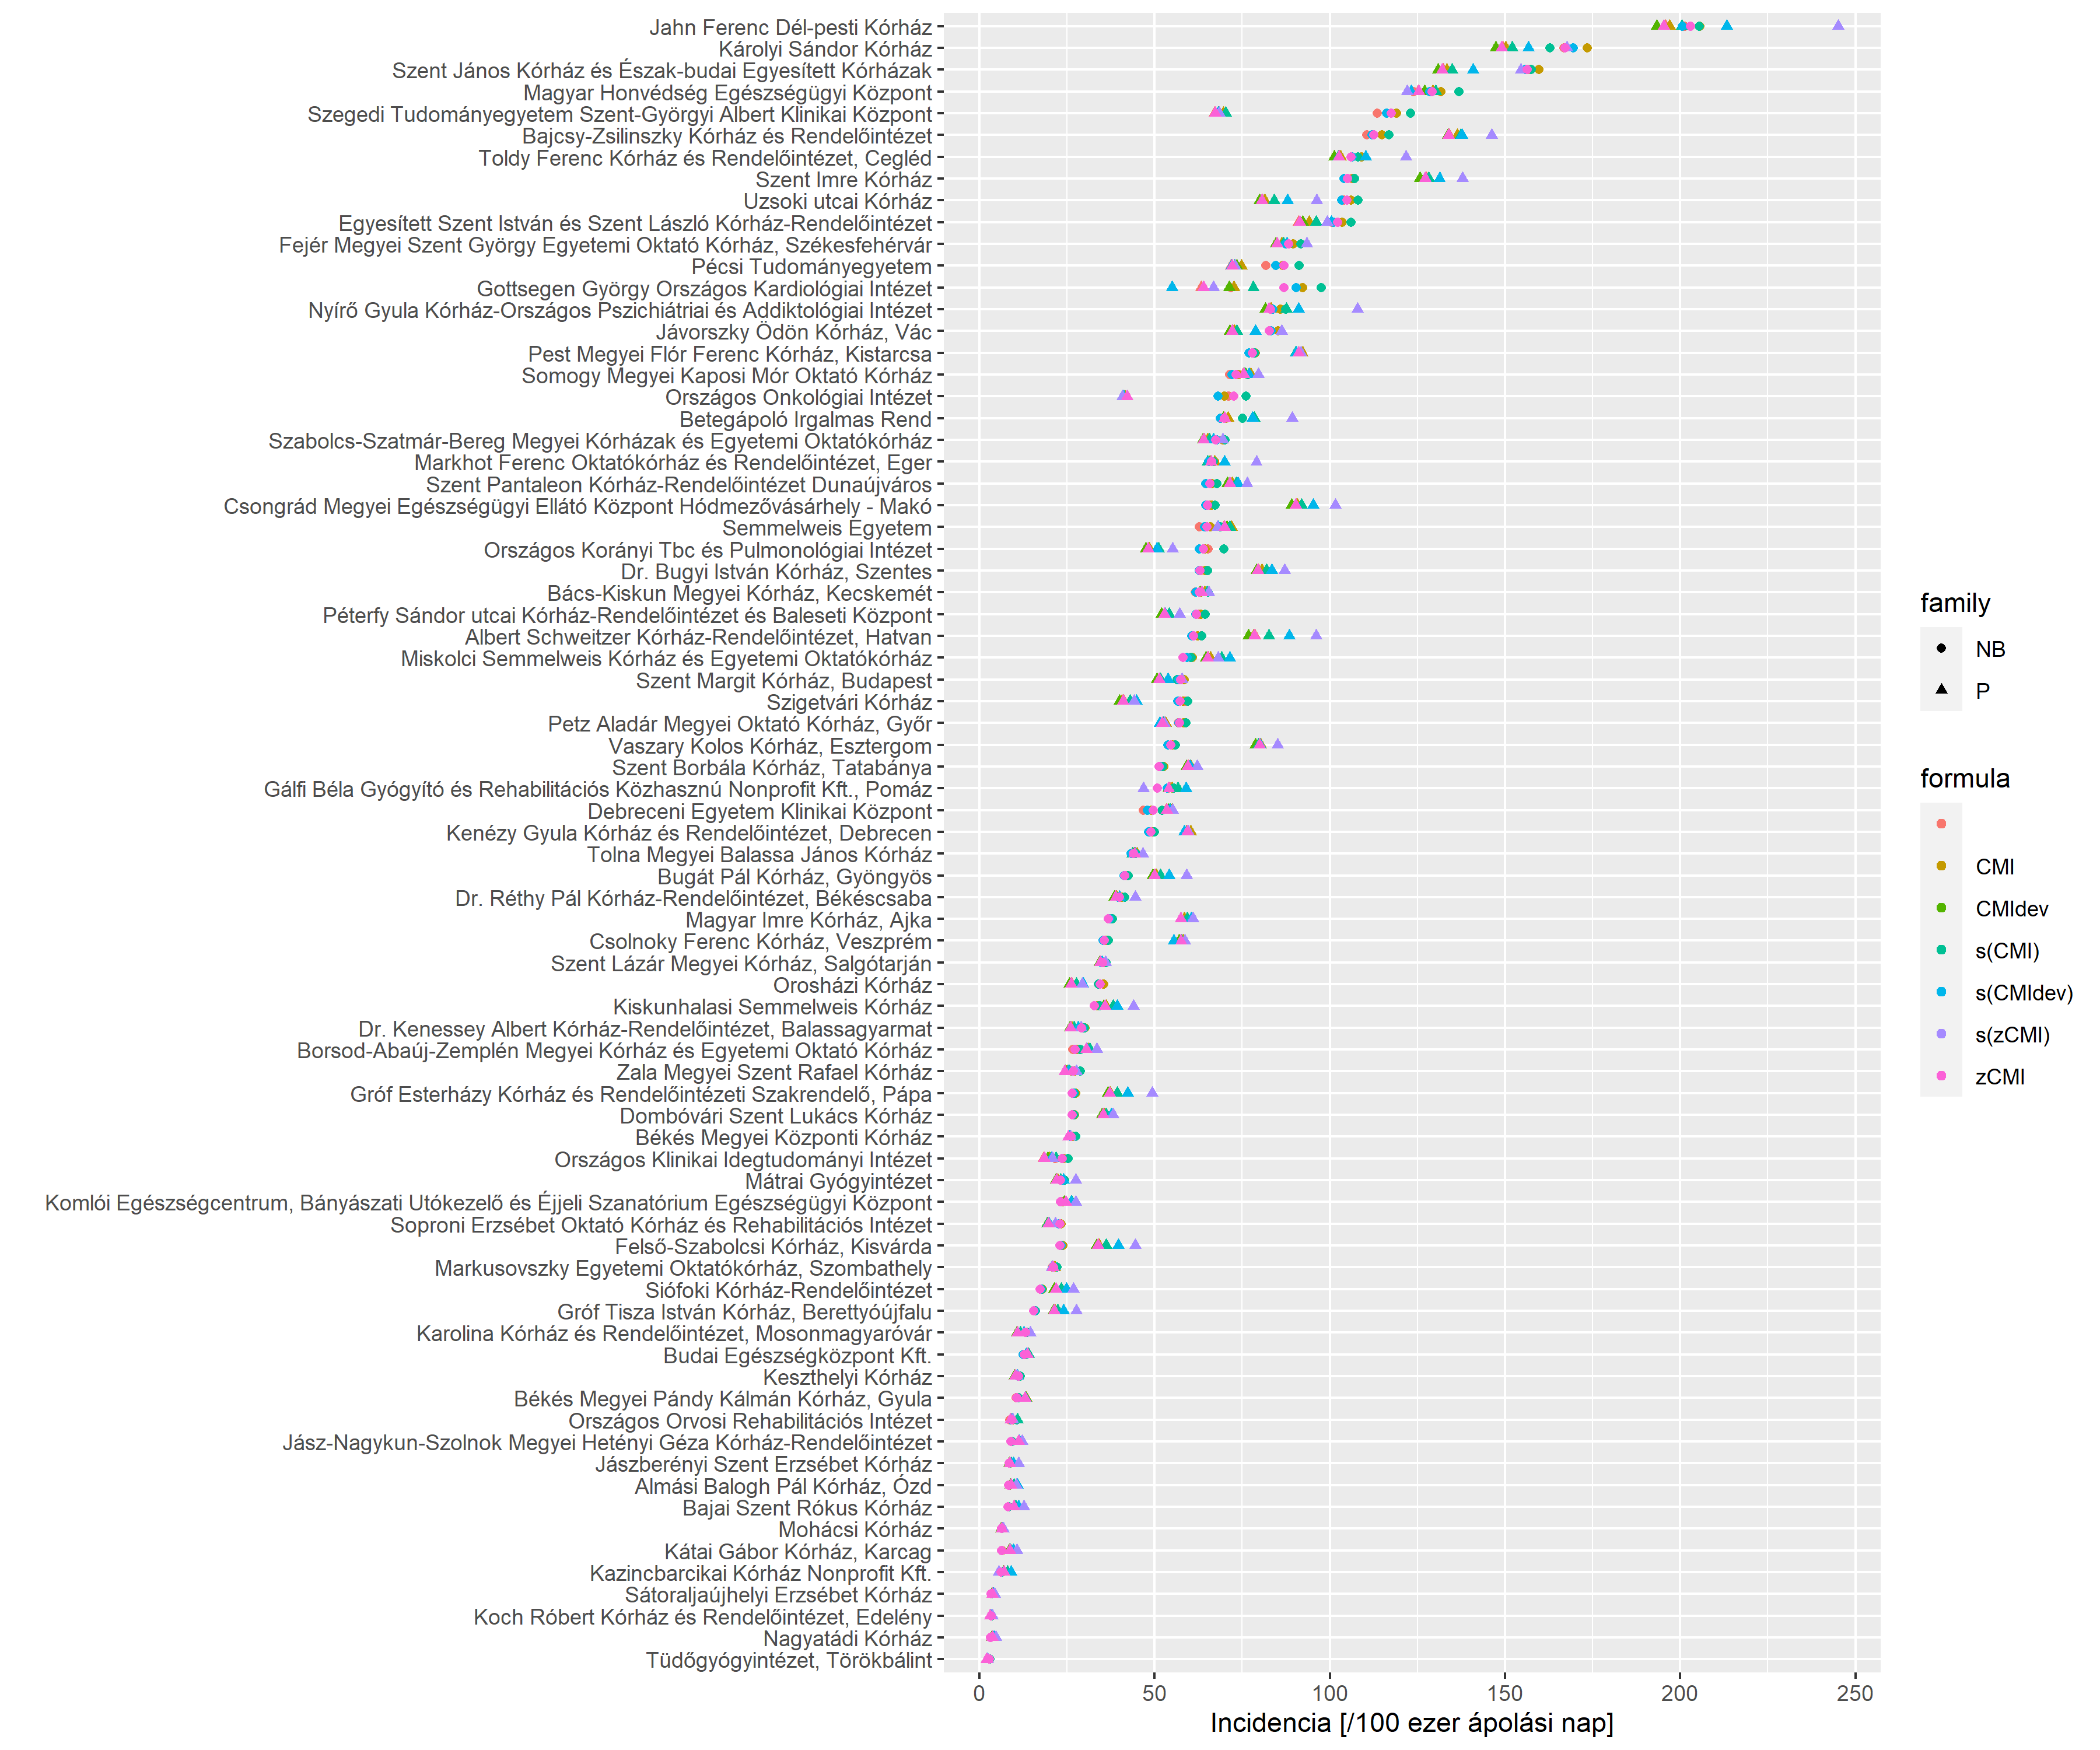 Jahn Ferenc Dél-pesti Kórház
Károlyi Sándor Kórház
Szent János Kórház és Észak-budai Egyesített Kórházak
Magyar Honvédség Egészségügyi Központ
Szegedi Tudományegyetem Szent-Györgyi Albert Klinikai Központ
Bajcsy-Zsilinszky Kórház és Rendelőintézet
Toldy Ferenc Kórház és Rendelőintézet, Cegléd
Szent Imre Kórház
Uzsoki utcai Kórház
Egyesített Szent István és Szent László Kórház-Rendelőintézet
Fejér Megyei Szent György Egyetemi Oktató Kórház, Székesfehérvár
Pécsi Tudományegyetem
Gottsegen György Országos Kardiológiai Intézet
Nyírő Gyula Kórház-Országos Pszichiátriai és Addiktológiai Intézet
Jávorszky Ödön Kórház, Vác
Pest Megyei Flór Ferenc Kórház, Kistarcsa
Somogy Megyei Kaposi Mór Oktató Kórház
Országos Onkológiai Intézet
Betegápoló Irgalmas Rend
Szabolcs-Szatmár-Bereg Megyei Kórházak és Egyetemi Oktatókórház
Markhot Ferenc Oktatókórház és Rendelőintézet, Eger
Szent Pantaleon Kórház-Rendelőintézet Dunaújváros
Csongrád Megyei Egészségügyi Ellátó Központ Hódmezővásárhely - Makó
Semmelweis Egyetem
Országos Korányi Tbc és Pulmonológiai Intézet
Dr. Bugyi István Kórház, Szentes
Bács-Kiskun Megyei Kórház, Kecskemét
Péterfy Sándor utcai Kórház-Rendelőintézet és Baleseti Központ
Albert Schweitzer Kórház-Rendelőintézet, Hatvan
Miskolci Semmelweis Kórház és Egyetemi Oktatókórház
Szent Margit Kórház, Budapest
Szigetvári Kórház
Petz Aladár Megyei Oktató Kórház, Győr
Vaszary Kolos Kórház, Esztergom
Szent Borbála Kórház, Tatabánya
Gálfi Béla Gyógyító és Rehabilitációs Közhasznú Nonprofit Kft., Pomáz
Debreceni Egyetem Klinikai Központ
Kenézy Gyula Kórház és Rendelőintézet, Debrecen
Tolna Megyei Balassa János Kórház
Bugát Pál Kórház, Gyöngyös
Dr. Réthy Pál Kórház-Rendelőintézet, Békéscsaba
Magyar Imre Kórház, Ajka
Csolnoky Ferenc Kórház, Veszprém
Szent Lázár Megyei Kórház, Salgótarján
Orosházi Kórház
Kiskunhalasi Semmelweis Kórház
Dr. Kenessey Albert Kórház-Rendelőintézet, Balassagyarmat
Borsod-Abaúj-Zemplén Megyei Kórház és Egyetemi Oktató Kórház
Zala Megyei Szent Rafael Kórház
Gróf Esterházy Kórház és Rendelőintézeti Szakrendelő, Pápa
Dombóvári Szent Lukács Kórház
Békés Megyei Központi Kórház
Országos Klinikai Idegtudományi Intézet
Mátrai Gyógyintézet
Komlói Egészségcentrum, Bányászati Utókezelő és Éjjeli Szanatórium Egészségügyi Központ
Soproni Erzsébet Oktató Kórház és Rehabilitációs Intézet
Felső-Szabolcsi Kórház, Kisvárda
Markusovszky Egyetemi Oktatókórház, Szombathely
Siófoki Kórház-Rendelőintézet
Gróf Tisza István Kórház, Berettyóújfalu
Karolina Kórház és Rendelőintézet, Mosonmagyaróvár
Budai Egészségközpont Kft.
Keszthelyi Kórház
Békés Megyei Pándy Kálmán Kórház, Gyula
Országos Orvosi Rehabilitációs Intézet
Jász-Nagykun-Szolnok Megyei Hetényi Géza Kórház-Rendelőintézet
Jászberényi Szent Erzsébet Kórház
Almási Balogh Pál Kórház, Ózd
Bajai Szent Rókus Kórház
Mohácsi Kórház
Kátai Gábor Kórház, Karcag
Kazincbarcikai Kórház Nonprofit Kft.
Sátoraljaújhelyi Erzsébet Kórház
Koch Róbert Kórház és Rendelőintézet, Edelény
Nagyatádi Kórház
Tüdőgyógyintézet, Törökbálint
0 50 100 150 200 250
Incidencia [/100 ezer ápolási nap]
family
NB
P
formula
CMI
CMIdev
s(CMI)
s(CMIdev)
s(zCMI)
zCMI